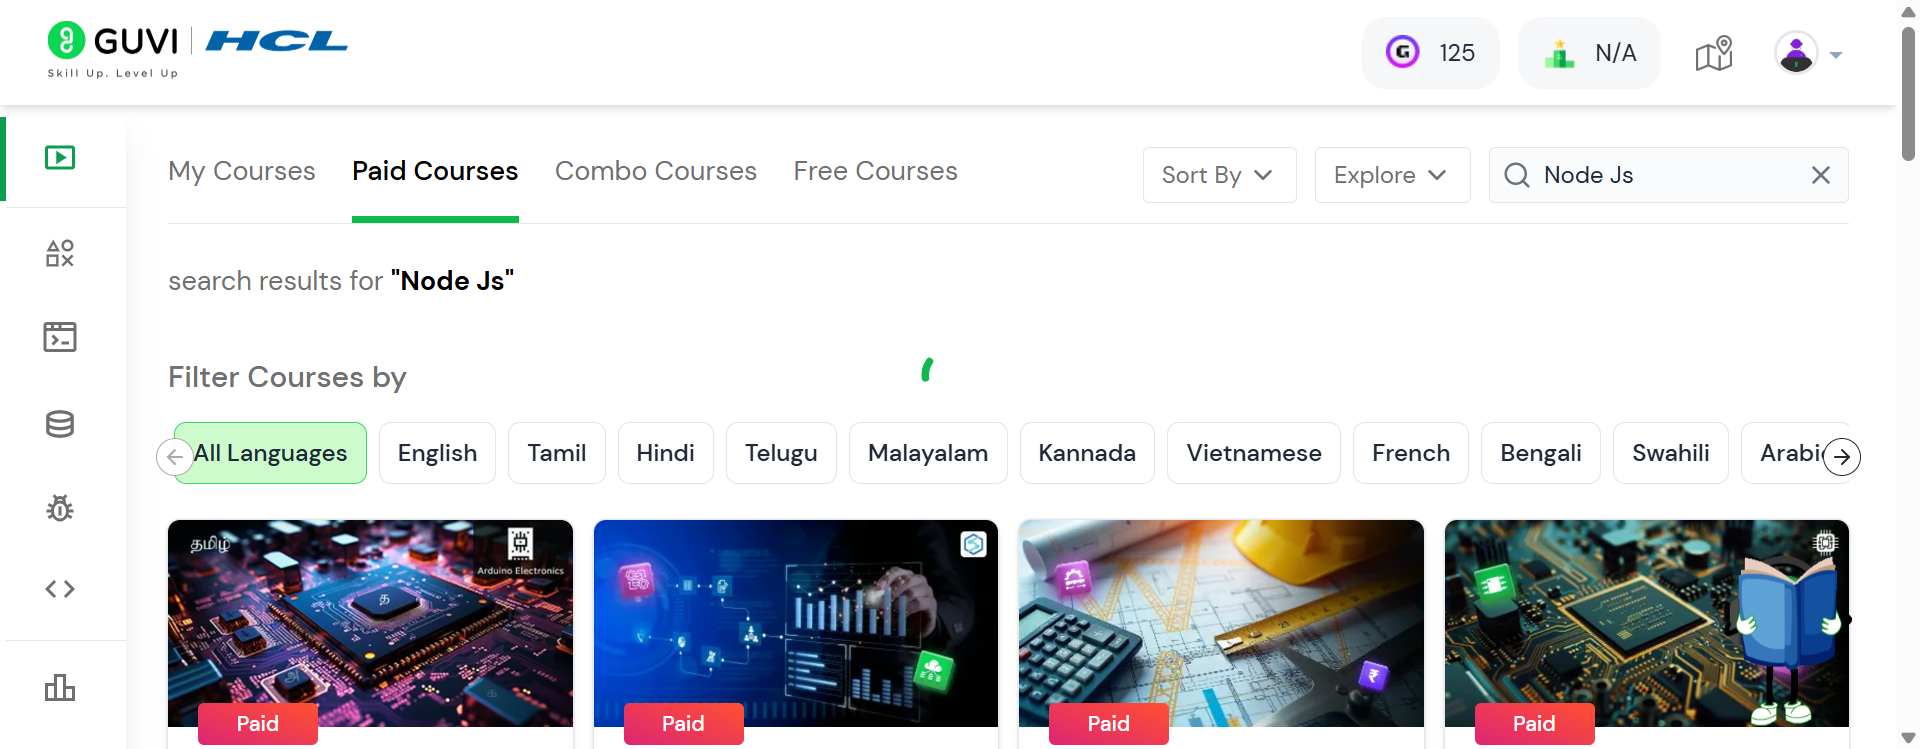 GUVI HCL
Skill Up. Level Up
125
N/A
My Courses
Paid Courses
Combo Courses
Free Courses
Sort By
Explore
Node Js
search results for "Node Js"
Filter Courses by
All Languages
English
Tamil
Hindi
Telugu
Malayalam
Kannada
Vietnamese
French
Bengali
Swahili
Arabic
தமிழ்
Arduino Electronics
த
Paid
Paid
Paid
Paid